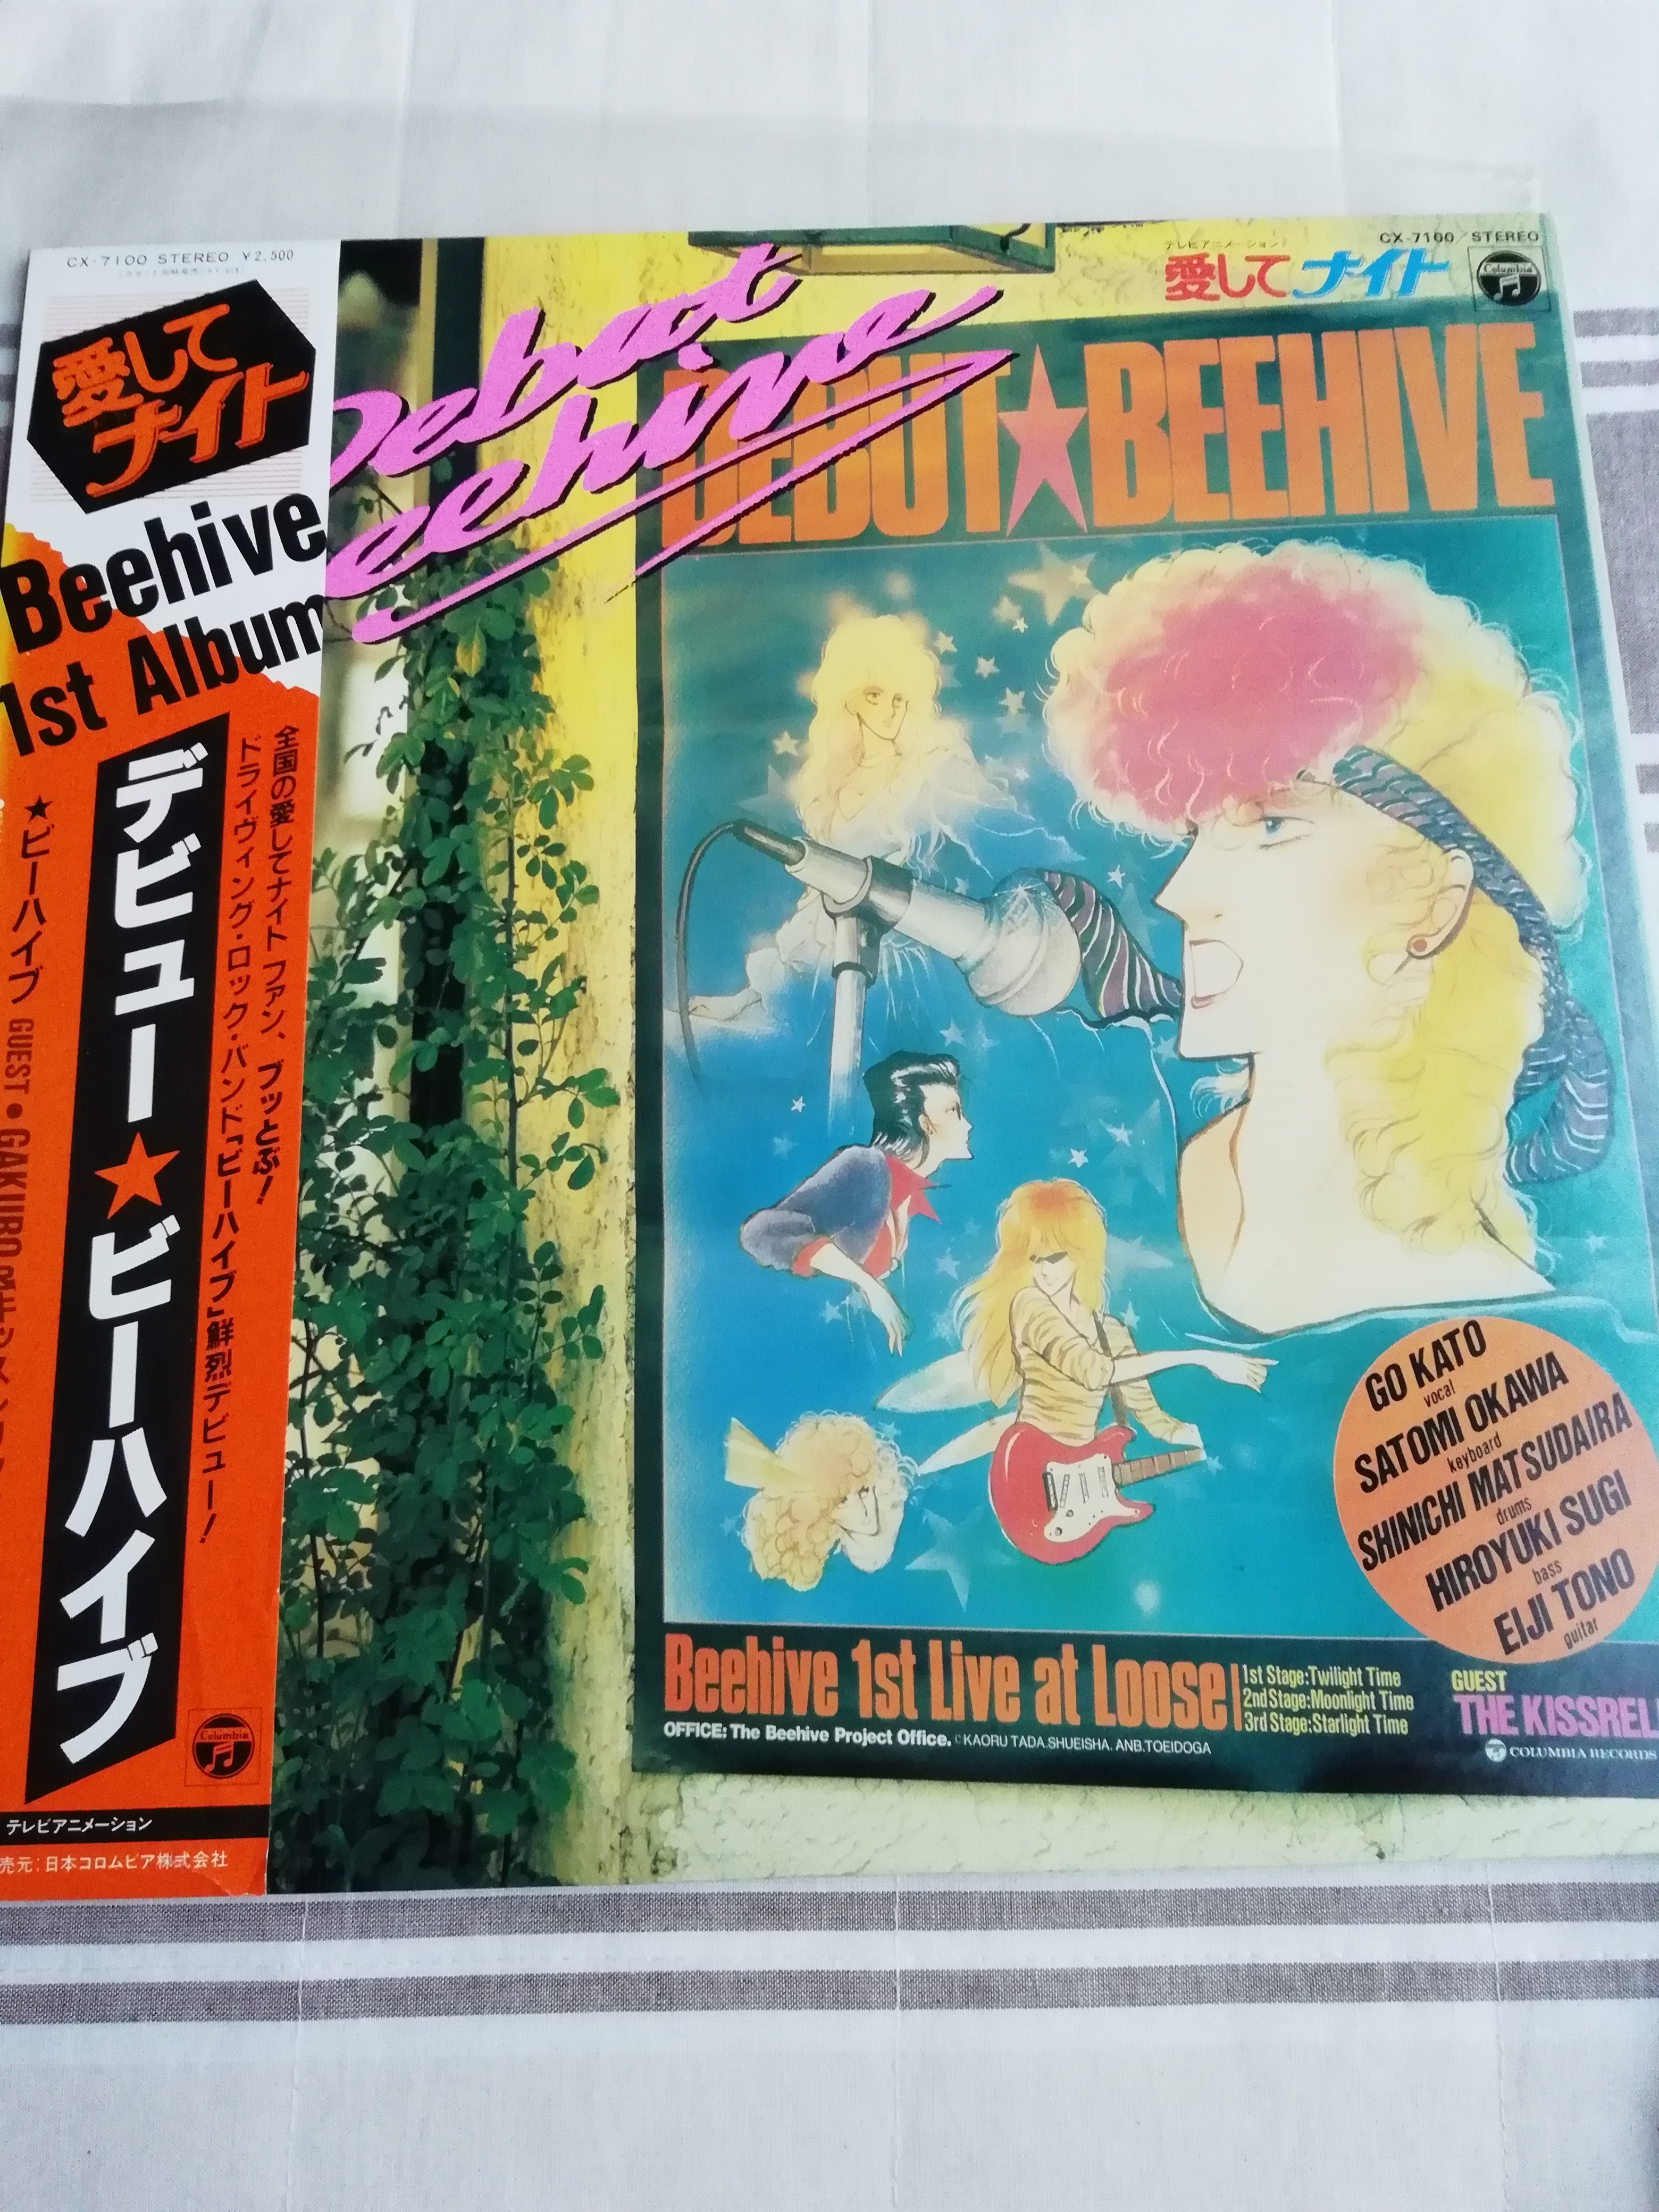 CX-7100 STEREO ¥2,500
愛して
ナイト
Beehive
1st Album
全国の愛してナイトファン、ブッとぶ!
ドライヴィング・ロック・バンド「ビーハイブ」鮮烈デビュー!
デビュー★ビーハイブ
★ビーハイブ GUEST●GAKURO
Columbia
テレビアニメーション
売元:日本コロムビア株式会社
Debut
eehive
CX-7100/STEREO
テレビアニメーション
愛してナイト
Columbia
DEBUT★BEEHIVE
GO KATO
vocal
SATOMI OKAWA
keyboard
SHINICHI MATSUDAIRA
drums
HIROYUKI SUGI
bass
EIJI TONO
guitar
Beehive 1st Live at Loose
1st Stage:Twilight Time
2nd Stage:Moonlight Time
3rd Stage:Starlight Time
GUEST
THE KISSREL
OFFICE: The Beehive Project Office. ©KAORU TADA.SHUEISHA. ANB.TOEIDOGA
COLUMBIA RECORDS